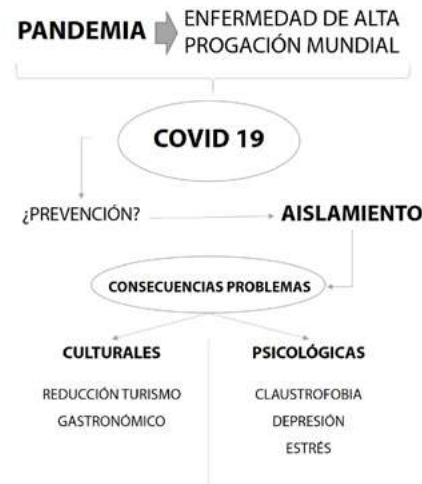 PANDEMIA
ENFERMEDAD DE ALTA
PROGACIÓN MUNDIAL
COVID 19
¿PREVENCIÓN?
AISLAMIENTO
CONSECUENCIAS PROBLEMAS
CULTURALES
REDUCCIÓN TURISMO
GASTRONÓMICO
PSICOLÓGICAS
CLAUSTROFOBIA
DEPRESIÓN
ESTRÉS